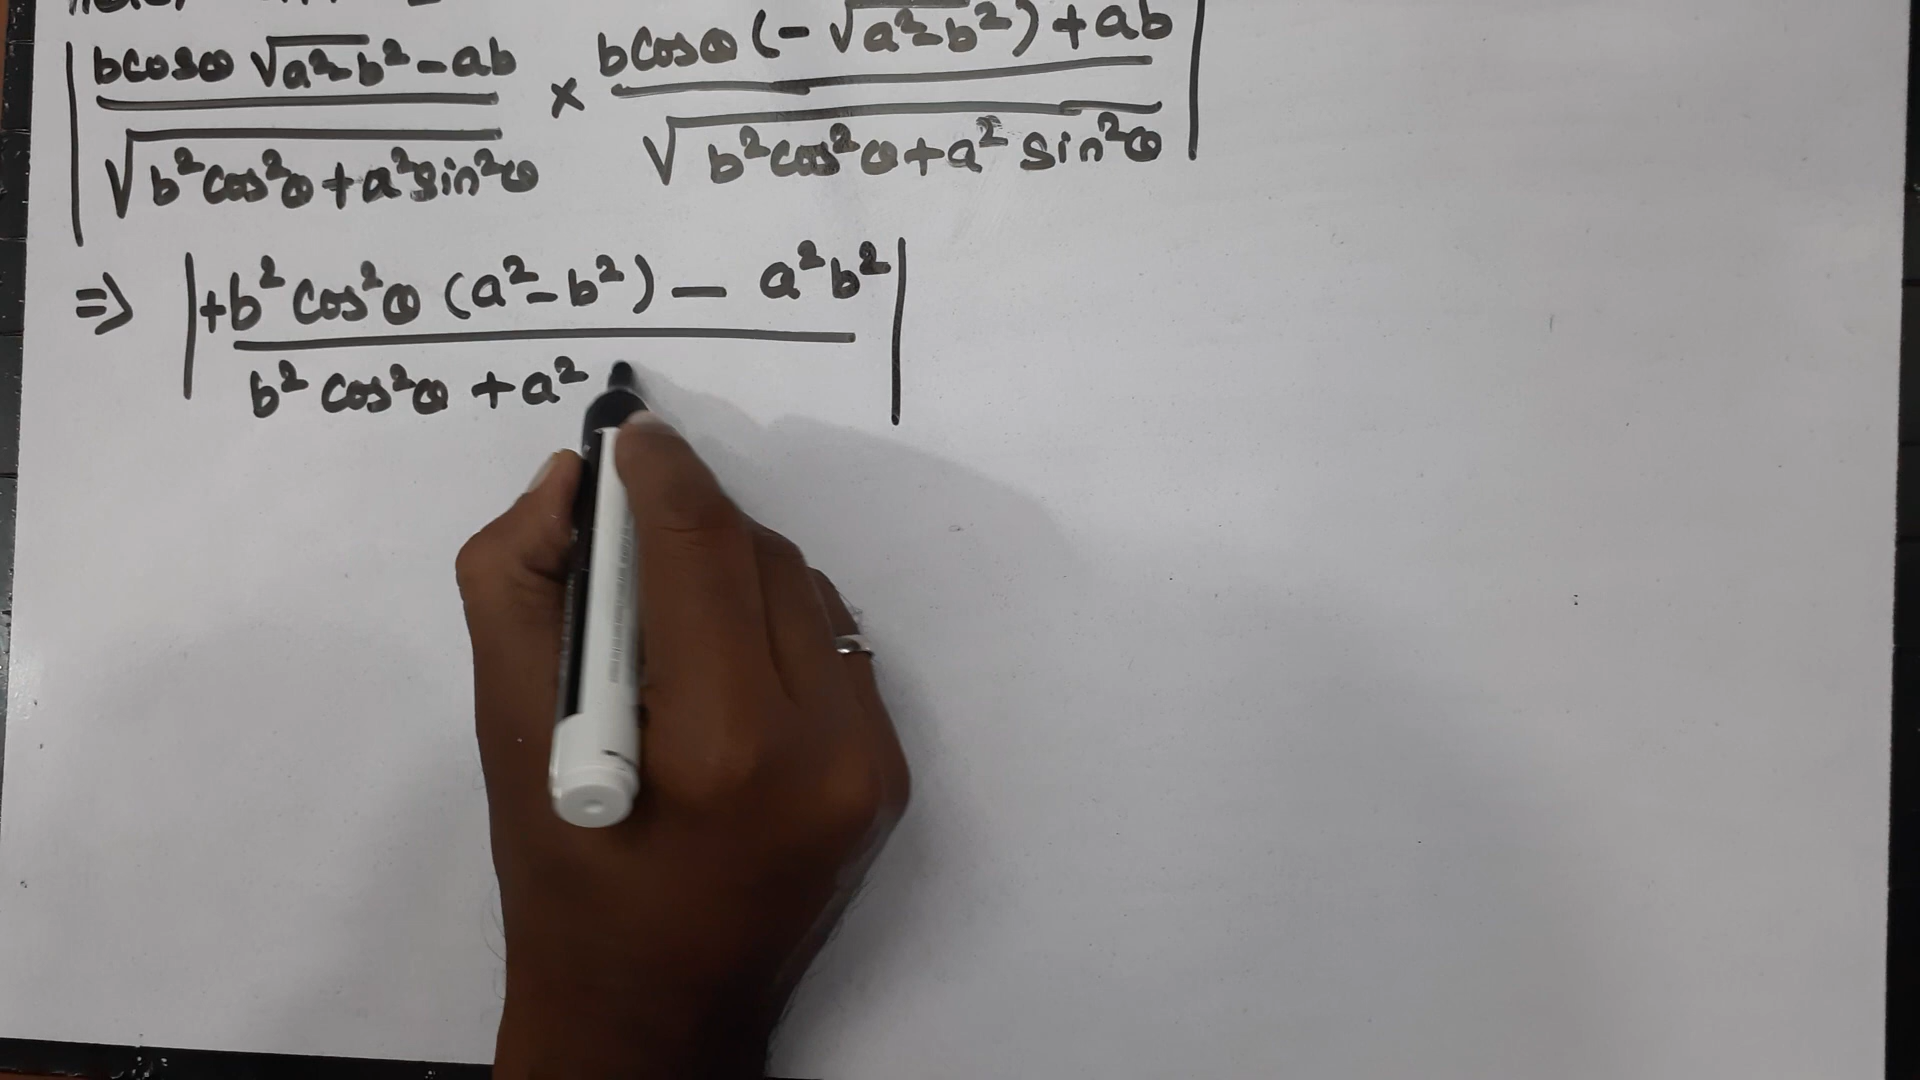 | bcosθ √a²-b² - ab / √b²cos²θ + a²sin²θ × bcosθ (-√a²-b²) + ab / √b²cos²θ + a² sin²θ |
⇒ | +b² cos²θ (a² - b²) - a²b² / b² cos²θ + a² |